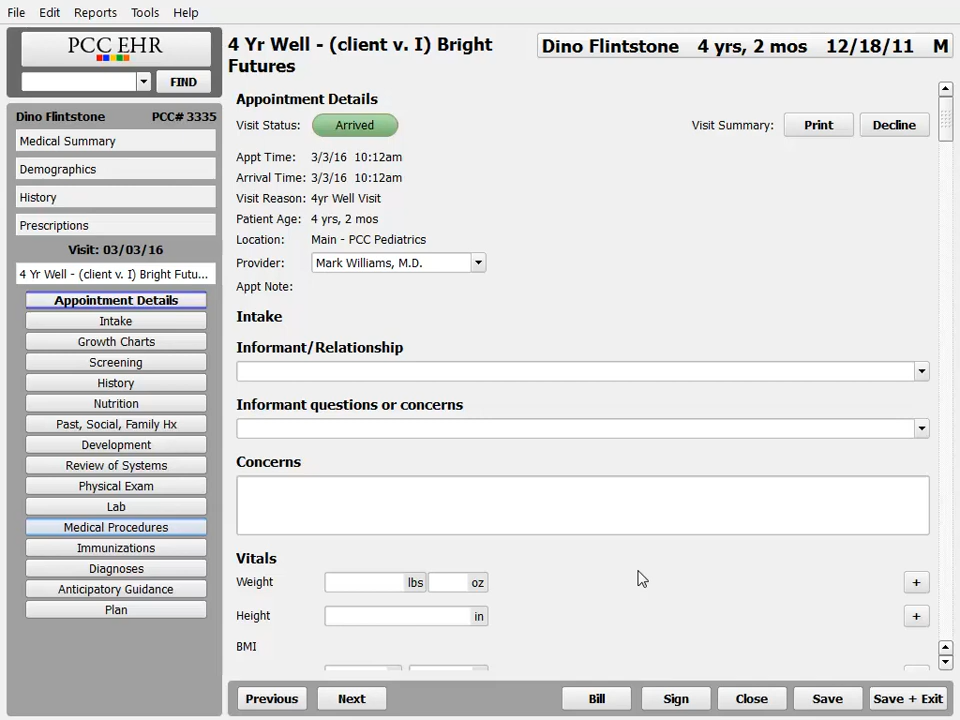 File Edit Reports Tools Help
PCC EHR
FIND
4 Yr Well - (client v. I) Bright
Futures
Dino Flintstone 4 yrs, 2 mos 12/18/11 M
Dino Flintstone PCC# 3335
Medical Summary
Demographics
History
Prescriptions
Visit: 03/03/16
4 Yr Well - (client v. I) Bright Futu...
Appointment Details
Intake
Growth Charts
Screening
History
Nutrition
Past, Social, Family Hx
Development
Review of Systems
Physical Exam
Lab
Medical Procedures
Immunizations
Diagnoses
Anticipatory Guidance
Plan
Appointment Details
Visit Status: Arrived Visit Summary: Print Decline
Appt Time: 3/3/16 10:12am
Arrival Time: 3/3/16 10:12am
Visit Reason: 4yr Well Visit
Patient Age: 4 yrs, 2 mos
Location: Main - PCC Pediatrics
Provider: Mark Williams, M.D.
Appt Note:
Intake
Informant/Relationship
Informant questions or concerns
Concerns
Vitals
Weight lbs oz +
Height in +
BMI
Previous Next Bill Sign Close Save Save + Exit